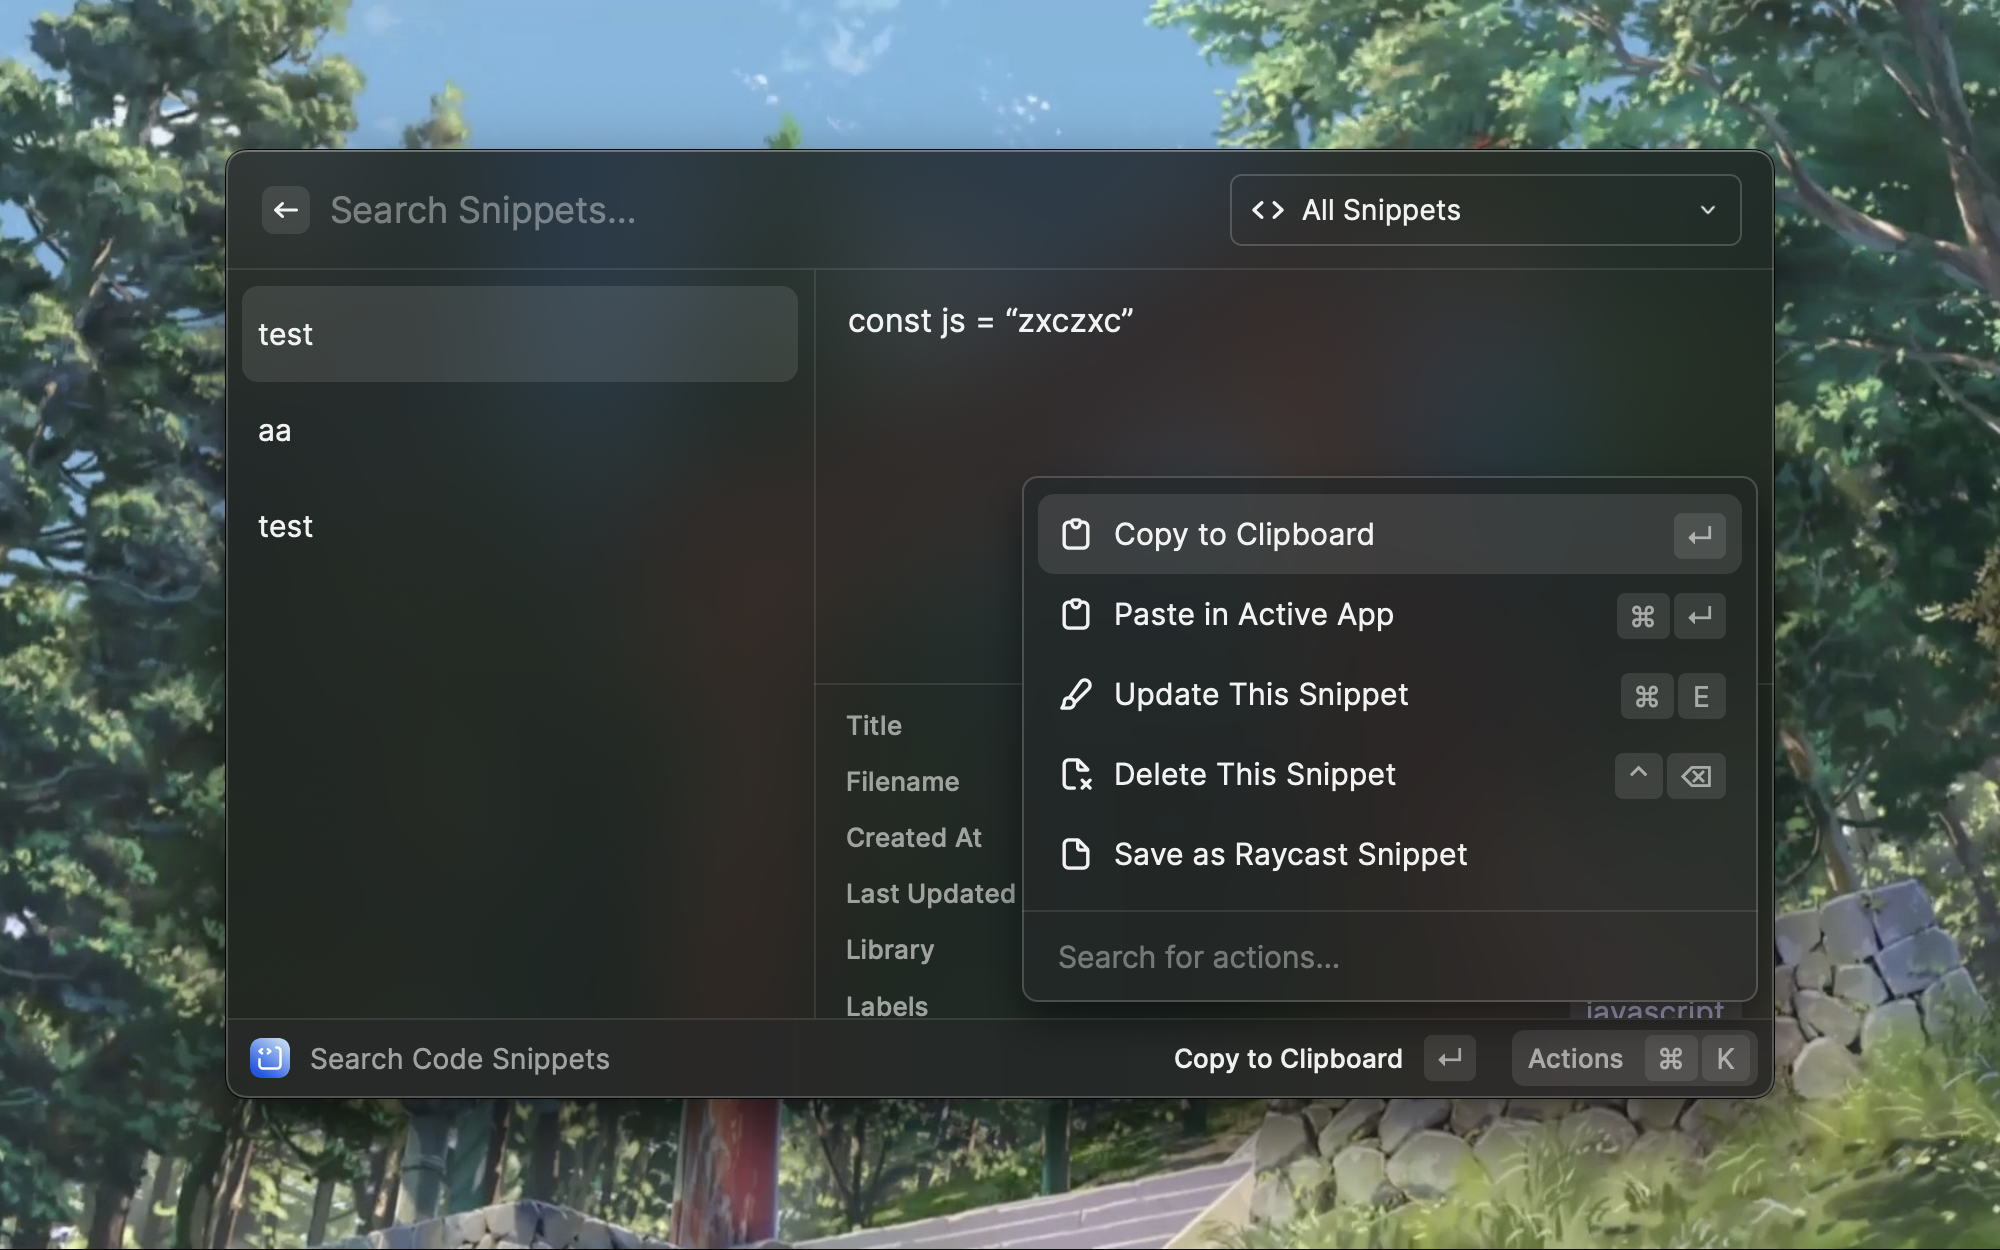 Search Snippets...
All Snippets
test
aa
test
const js = “zxczxc”
Title
Filename
Created At
Last Updated
Library
Labels
javascript
Copy to Clipboard ↵
Paste in Active App ⌘ ↵
Update This Snippet ⌘ E
Delete This Snippet ^ ⌫
Save as Raycast Snippet
Search for actions...
Search Code Snippets
Copy to Clipboard ↵
Actions ⌘ K